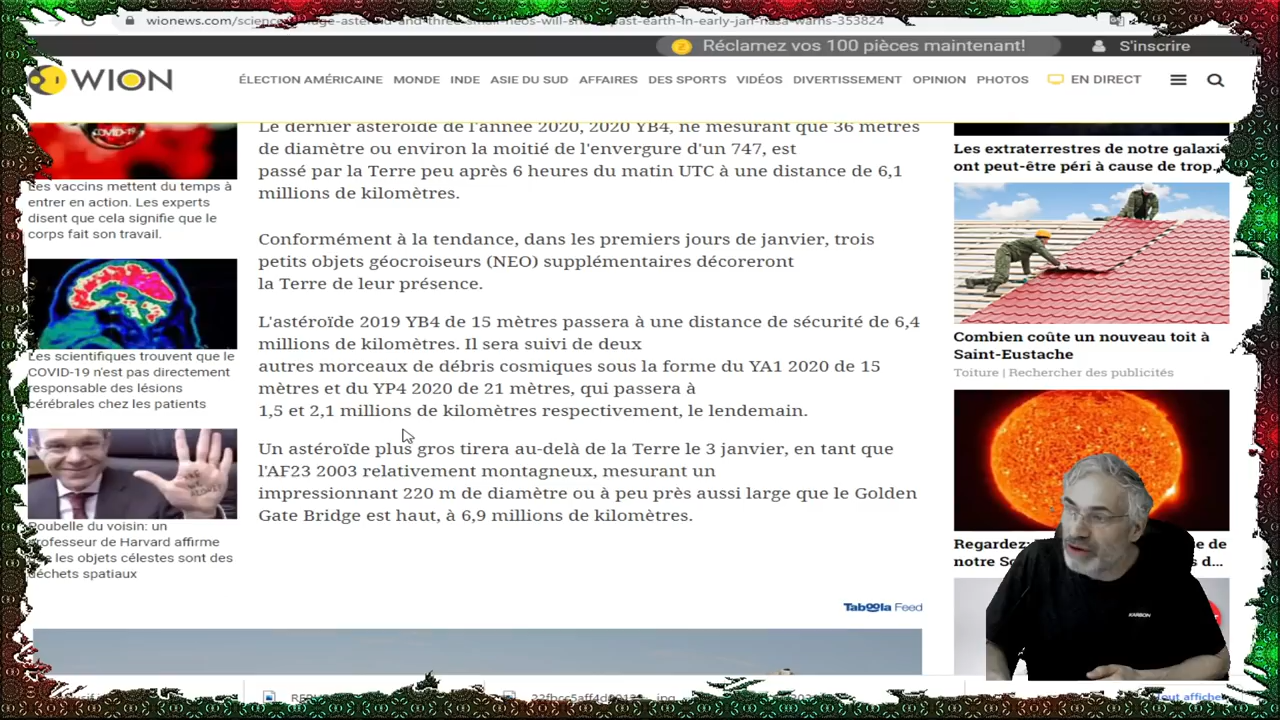 wionews.com/science
past-earth-in-early-jan-nasa-warns-353824
Réclamez vos 100 pièces maintenant!
S'inscrire
WION
ÉLECTION AMÉRICAINE MONDE INDE ASIE DU SUD AFFAIRES DES SPORTS VIDÉOS DIVERTISSEMENT OPINION PHOTOS EN DIRECT
COVID-19
Les vaccins mettent du temps à
entrer en action. Les experts
disent que cela signifie que le
corps fait son travail.
Les scientifiques trouvent que le
COVID-19 n'est pas directement
responsable des lésions
cérébrales chez les patients
Poubelle du voisin: un
professeur de Harvard affirme
que les objets célestes sont des
déchets spatiaux
Le dernier astéroïde de l'année 2020, 2020 YB4, ne mesurant que 36 mètres
de diamètre ou environ la moitié de l'envergure d'un 747, est
passé par la Terre peu après 6 heures du matin UTC à une distance de 6,1
millions de kilomètres.
Conformément à la tendance, dans les premiers jours de janvier, trois
petits objets géocroiseurs (NEO) supplémentaires décoreront
la Terre de leur présence.
L'astéroïde 2019 YB4 de 15 mètres passera à une distance de sécurité de 6,4
millions de kilomètres. Il sera suivi de deux
autres morceaux de débris cosmiques sous la forme du YA1 2020 de 15
mètres et du YP4 2020 de 21 mètres, qui passera à
1,5 et 2,1 millions de kilomètres respectivement, le lendemain.
Un astéroïde plus gros tirera au-delà de la Terre le 3 janvier, en tant que
l'AF23 2003 relativement montagneux, mesurant un
impressionnant 220 m de diamètre ou à peu près aussi large que le Golden
Gate Bridge est haut, à 6,9 millions de kilomètres.
Taboola Feed
Les extraterrestres de notre galaxie
ont peut-être péri à cause de trop...
Combien coûte un nouveau toit à
Saint-Eustache
Toiture | Rechercher des produits
Regardez:
de
notre
d...
KARBON
Tout afficher